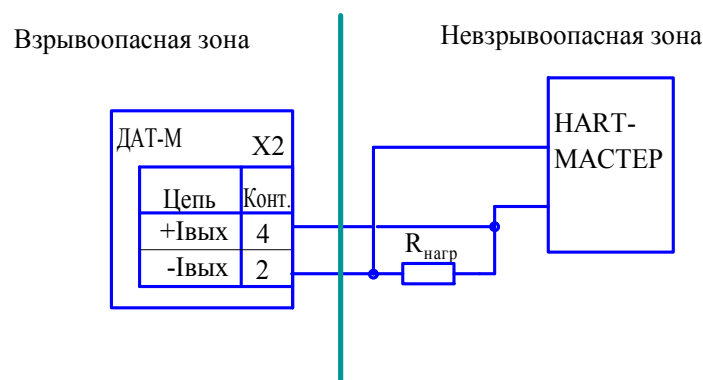 Взрывоопасная зона
Невзрывоопасная зона
ДАТ-М
X2
Цепь Конт.
+Iвых 4
-Iвых 2
Rнагр
HART-
МАСТЕР